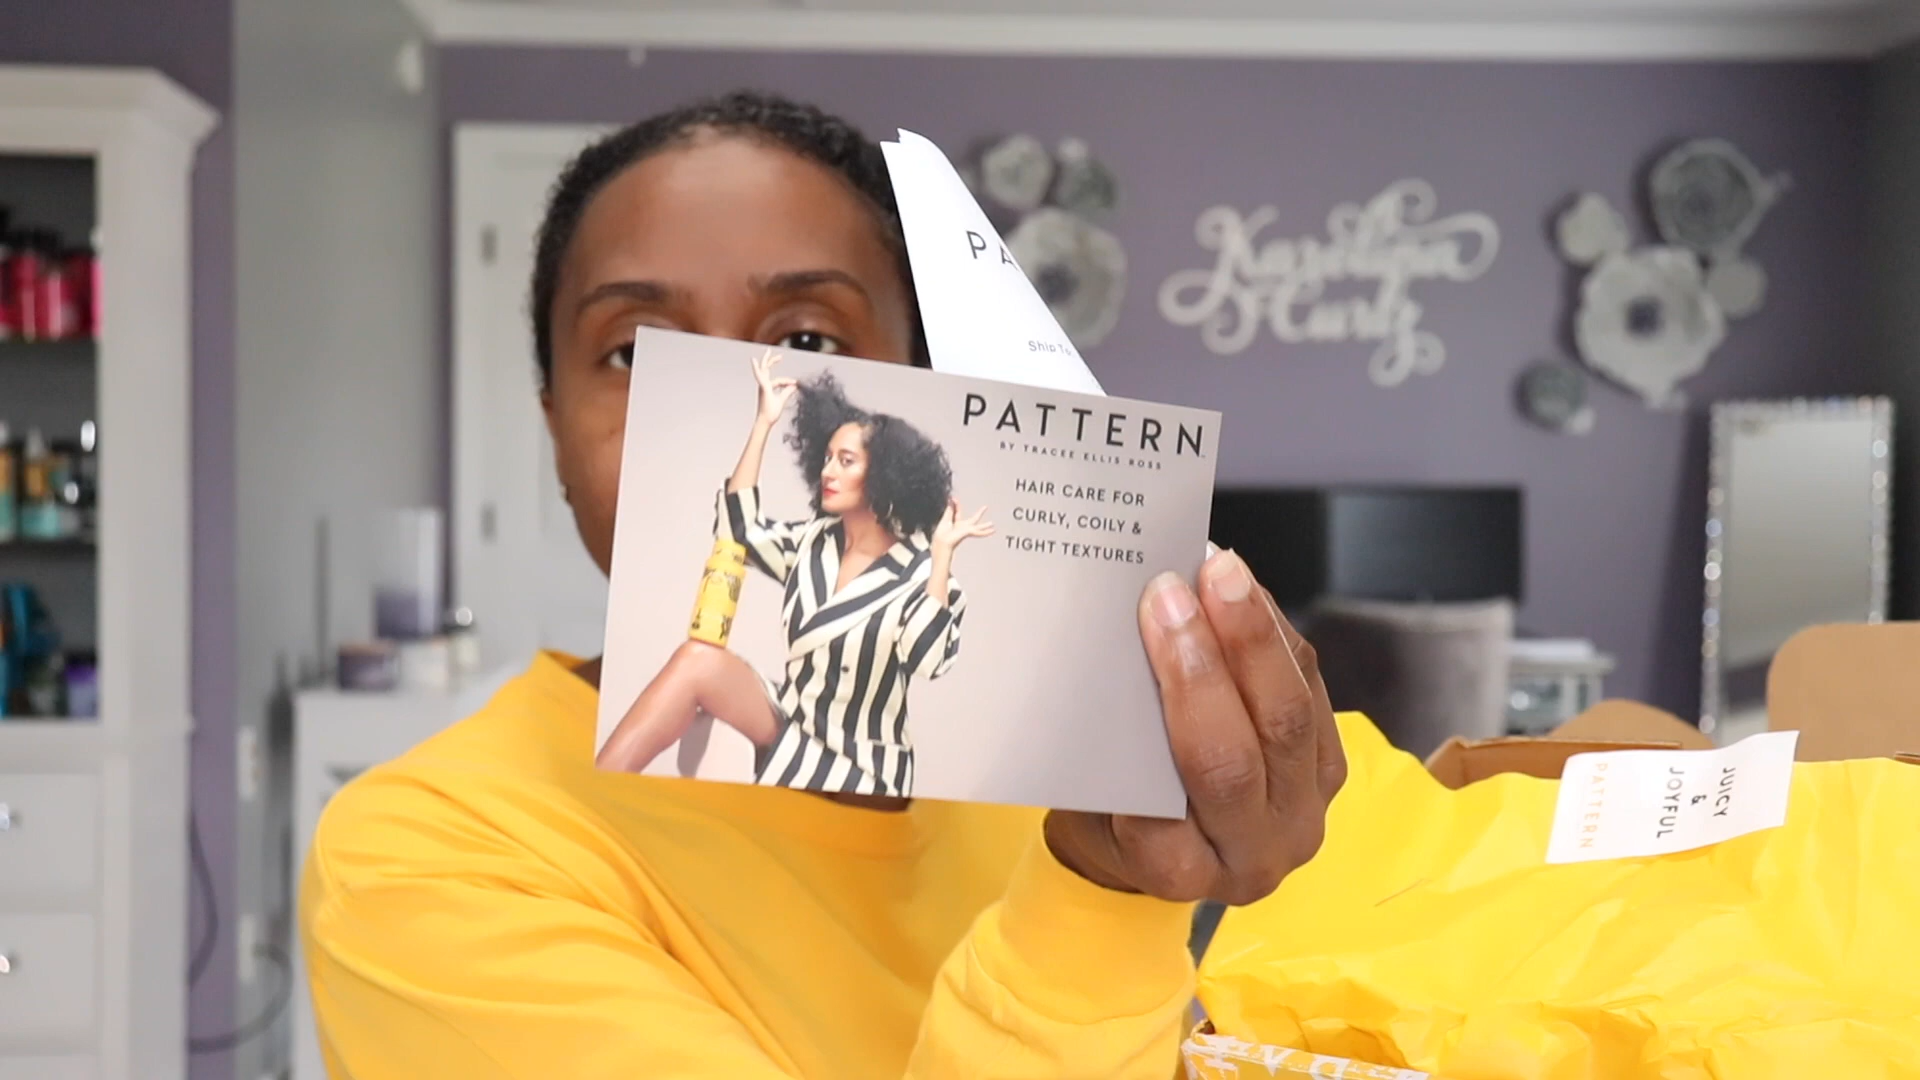 PA
Ship To
PATTERN
BY TRACEE ELLIS ROSS
HAIR CARE FOR
CURLY, COILY &
TIGHT TEXTURES
JUICY
&
JOYFUL
PATTERN